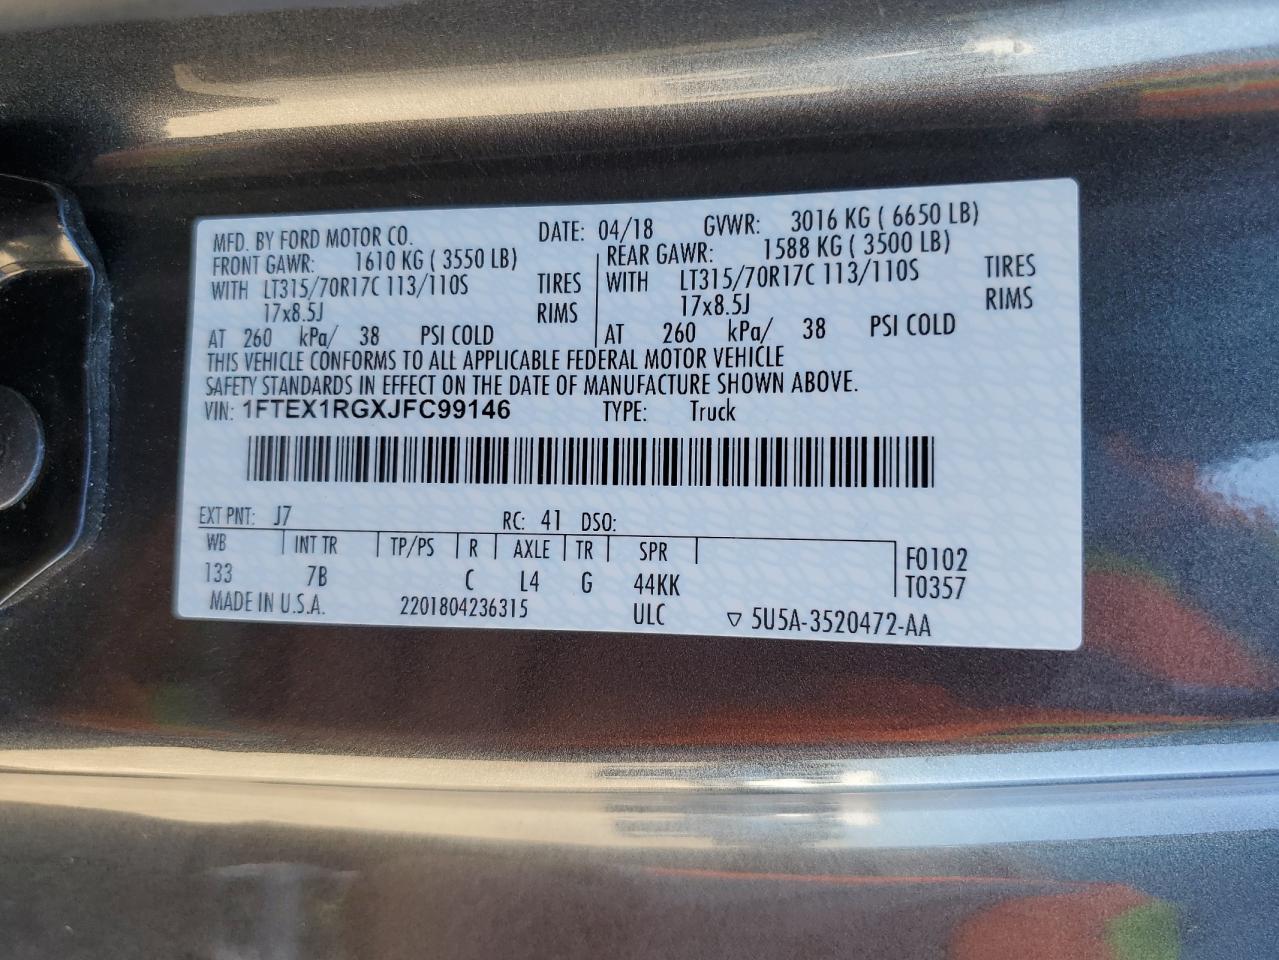 MFD. BY FORD MOTOR CO. DATE: 04/18 GVWR: 3016 KG ( 6650 LB)
FRONT GAWR: 1610 KG ( 3550 LB) REAR GAWR: 1588 KG ( 3500 LB)
WITH LT315/70R17C 113/110S TIRES WITH LT315/70R17C 113/110S TIRES
17x8.5J RIMS 17x8.5J RIMS
AT 260 kPa/ 38 PSI COLD AT 260 kPa/ 38 PSI COLD
THIS VEHICLE CONFORMS TO ALL APPLICABLE FEDERAL MOTOR VEHICLE
SAFETY STANDARDS IN EFFECT ON THE DATE OF MANUFACTURE SHOWN ABOVE.
VIN: 1FTEX1RGXJFC99146 TYPE: Truck
EXT PNT: J7 RC: 41 DSO:
WB INT TR TP/PS R AXLE TR SPR F0102
133 7B C L4 G 44KK T0357
MADE IN U.S.A. 2201804236315 ULC ▽ 5U5A-3520472-AA